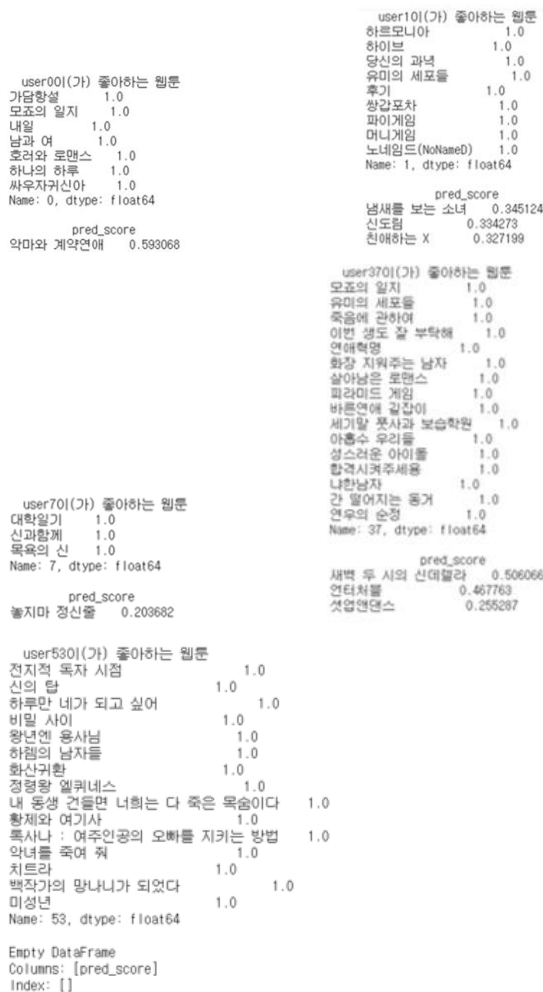 user0이(가) 좋아하는 웹툰
가담항설 1.0
모죠의 일지 1.0
내일 1.0
남과 여 1.0
호러와 로맨스 1.0
하나의 하루 1.0
싸우자귀신아 1.0
Name: 0, dtype: float64
pred_score
악마와 계약연애 0.593068
user1이(가) 좋아하는 웹툰
하르모니아 1.0
하이브 1.0
당신의 과녁 1.0
유미의 세포들 1.0
후기 1.0
쌍갑포차 1.0
파이게임 1.0
머니게임 1.0
노네임드(NoNameD) 1.0
Name: 1, dtype: float64
pred_score
냄새를 보는 소녀 0.345124
신도림 0.334273
친애하는 X 0.327199
user37이(가) 좋아하는 웹툰
모죠의 일지 1.0
유미의 세포들 1.0
죽음에 관하여 1.0
이번 생도 잘 부탁해 1.0
연애혁명 1.0
화장 지워주는 남자 1.0
살아남은 로맨스 1.0
피라미드 게임 1.0
바른연애 길잡이 1.0
세기말 풋사과 보습학원 1.0
아홉수 우리들 1.0
성스러운 아이돌 1.0
합격시켜주세용 1.0
냐한남자 1.0
간 떨어지는 동거 1.0
연우의 순정 1.0
Name: 37, dtype: float64
pred_score
새벽 두 시의 신데렐라 0.506066
언터처블 0.467763
셋업앤댄스 0.255287
user7이(가) 좋아하는 웹툰
대학일기 1.0
신과함께 1.0
목욕의 신 1.0
Name: 7, dtype: float64
pred_score
놓지마 정신줄 0.203682
user53이(가) 좋아하는 웹툰
전지적 독자 시점 1.0
신의 탑 1.0
하루만 네가 되고 싶어 1.0
비밀 사이 1.0
왕년엔 용사님 1.0
하렘의 남자들 1.0
화산귀환 1.0
정령왕 엘퀴네스 1.0
내 동생 건들면 너희는 다 죽은 목숨이다 1.0
황제와 여기사 1.0
록사나 : 여주인공의 오빠를 지키는 방법 1.0
악녀를 죽여 줘 1.0
치트라 1.0
백작가의 망나니가 되었다 1.0
미성년 1.0
Name: 53, dtype: float64
Empty DataFrame
Columns: [pred_score]
Index: []